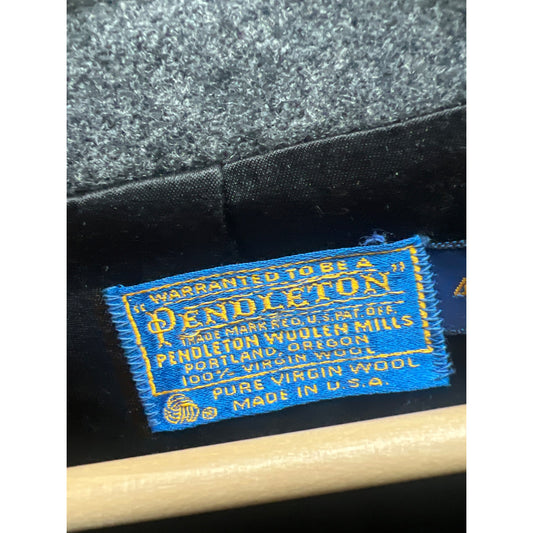 WARRANTED TO BE A
"PENDLETON"
TRADE MARK REG. U.S. PAT. OFF.
PENDLETON WOOLEN MILLS
PORTLAND, OREGON
100% VIRGIN WOOL
PURE VIRGIN WOOL
® MADE IN U.S.A.
4